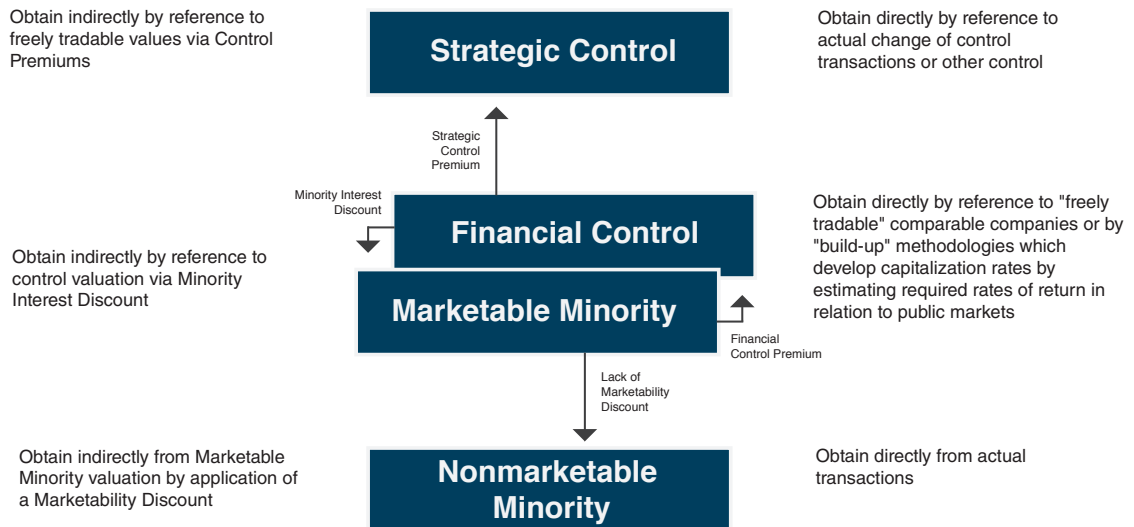 Obtain indirectly by reference to
freely tradable values via Control
Premiums
Strategic Control
Obtain directly by reference to
actual change of control
transactions or other control
Strategic
Control
Premium
Minority Interest
Discount
Financial Control
Obtain directly by reference to "freely
tradable" comparable companies or by
"build-up" methodologies which
develop capitalization rates by
estimating required rates of return in
relation to public markets
Obtain indirectly by reference to
control valuation via Minority
Interest Discount
Marketable Minority
Financial
Control Premium
Lack of
Marketability
Discount
Obtain indirectly from Marketable
Minority valuation by application of
a Marketability Discount
Nonmarketable
Minority
Obtain directly from actual
transactions